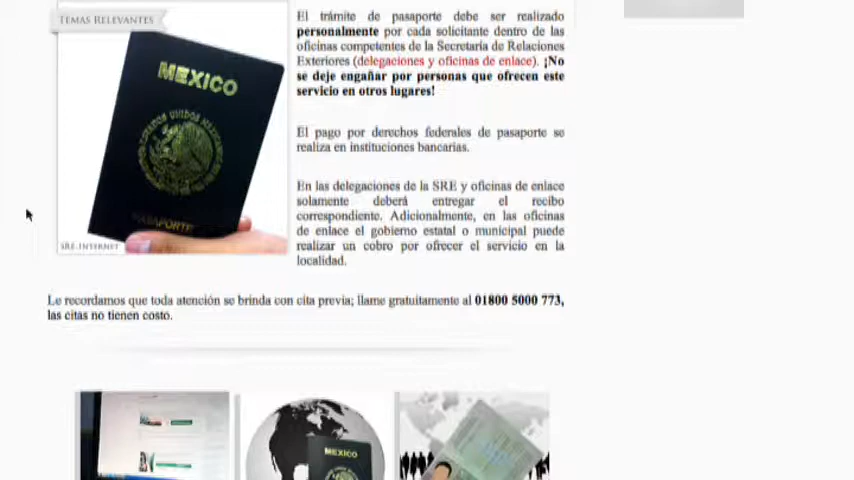 TEMAS RELEVANTES
MEXICO
ESTADOS UNIDOS MEXICANOS
PASAPORTE
SRE-INTERNET
El trámite de pasaporte debe ser realizado
personalmente por cada solicitante dentro de las
oficinas competentes de la Secretaría de Relaciones
Exteriores (delegaciones y oficinas de enlace). ¡No
se deje engañar por personas que ofrecen este
servicio en otros lugares!
El pago por derechos federales de pasaporte se
realiza en instituciones bancarias.
En las delegaciones de la SRE y oficinas de enlace
solamente deberá entregar el recibo
correspondiente. Adicionalmente, en las oficinas
de enlace el gobierno estatal o municipal puede
realizar un cobro por ofrecer el servicio en la
localidad.
Le recordamos que toda atención se brinda con cita previa; llame gratuitamente al 01800 5000 773,
las citas no tienen costo.
MEXICO